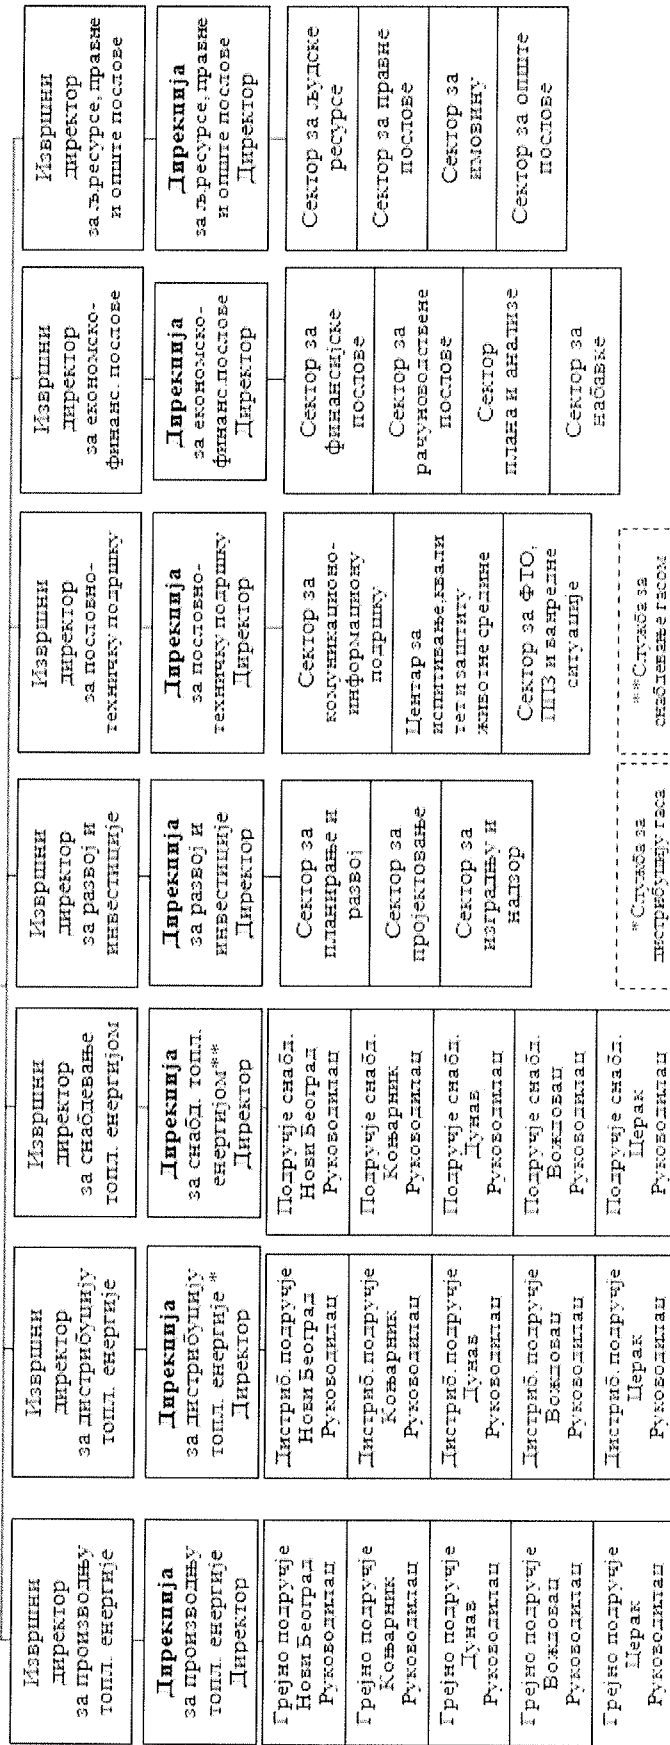 Извршни
директор
за производњу
топл. енергије
Дирекција
за производњу
топл. енергије
Директор
Грејно подручје
Нови Београд
Руководилац
Грејно подручје
Коњарник
Руководилац
Грејно подручје
Дунав
Руководилац
Грејно подручје
Вождовац
Руководилац
Грејно подручје
Церак
Руководилац
Извршни
директор
за дистрибуцију
топл. енергије
Дирекција
за дистрибуцију
топл. енергије *
Директор
Дистриб. подручје
Нови Београд
Руководилац
Дистриб. подручје
Коњарник
Руководилац
Дистриб. подручје
Дунав
Руководилац
Дистриб. подручје
Вождовац
Руководилац
Дистриб. подручје
Церак
Руководилац
Извршни
директор
за снабдевање
топл. енергијом
Дирекција
за снабд. топл.
енергијом**
Директор
Подручје снабд.
Нови Београд
Руководилац
Подручје снабд.
Коњарник
Руководилац
Подручје снабд.
Дунав
Руководилац
Подручје снабд.
Вождовац
Руководилац
Подручје снабд.
Церак
Руководилац
Извршни
директор
за развој и
инвестиције
Дирекција
за развој и
инвестиције
Директор
Сектор за
планирање и
развој
Сектор за
пројектовање
Сектор за
изградњу и
надзор
*Служба за
дистрибуцију гаса
Извршни
директор
за пословно-
техничку подршку
Дирекција
за пословно-
техничку подршку
Директор
Сектор за
комуникационо-
информациону
подршку
Центар за
испитивање,квали
тет и заштиту
животне средине
Сектор за ФТО,
ППЗ и ванредне
ситуације
**Служба за
снабдевање гасом
Извршни
директор
за економско-
финанс. послове
Дирекција
за економско-
финанс.послове
Директор
Сектор за
финансијске
послове
Сектор за
рачуноводствене
послове
Сектор
плана и анализе
Сектор за
набавке
Извршни
директор
за љ.ресурсе, правне
и опште послове
Дирекција
за љ.ресурсе, правне
и опште послове
Директор
Сектор за људске
ресурсе
Сектор за правне
послове
Сектор за
имовину
Сектор за опште
послове